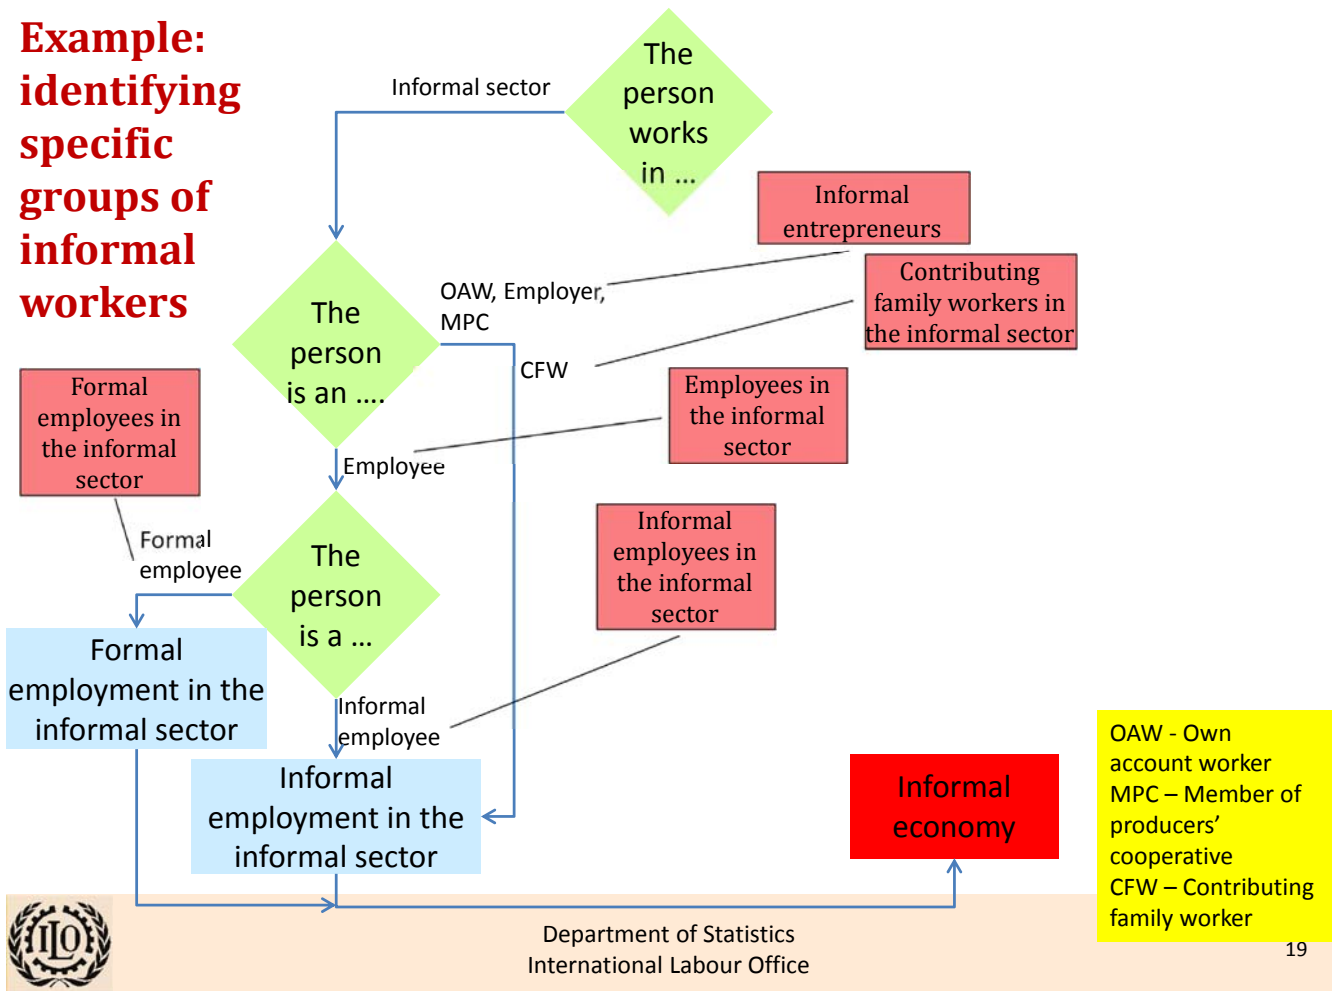 Example:
identifying
specific
groups of
informal
workers
The
person
works
in ...
Informal sector
Informal
entrepreneurs
Contributing
family workers in
the informal sector
OAW, Employer,
MPC
CFW
The
person
is an ....
Employees in
the informal
sector
Employee
Formal
employees in
the informal
sector
Formal
employee
The
person
is a ...
Informal
employees in
the informal
sector
Formal
employment in the
informal sector
Informal
employee
Informal
employment in the
informal sector
Informal
economy
OAW - Own
account worker
MPC – Member of
producers’
cooperative
CFW – Contributing
family worker
ILO
Department of Statistics
International Labour Office
19